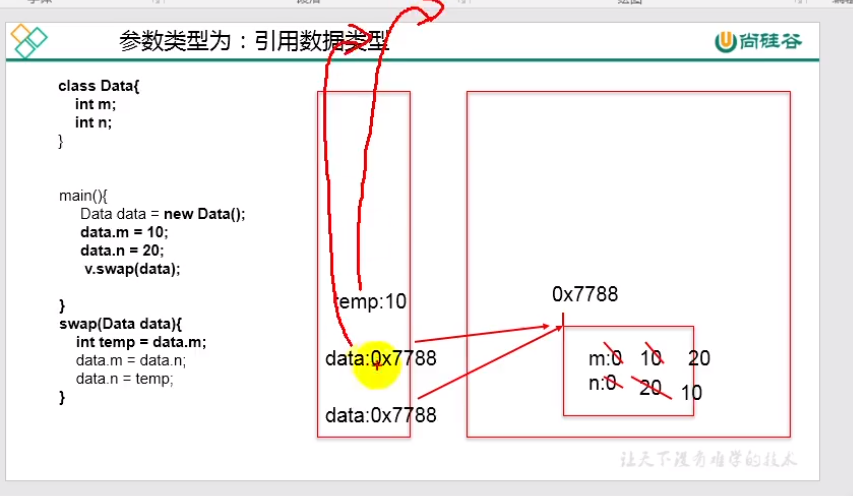 参数类型为：引用数据类型
尚硅谷
class Data{
int m;
int n;
}
main(){
Data data = new Data();
data.m = 10;
data.n = 20;
v.swap(data);
}
swap(Data data){
int temp = data.m;
data.m = data.n;
data.n = temp;
}
temp:10
data:0x7788
data:0x7788
0x7788
m:0 10 20
n:0 20 10
让天下没有难学的技术